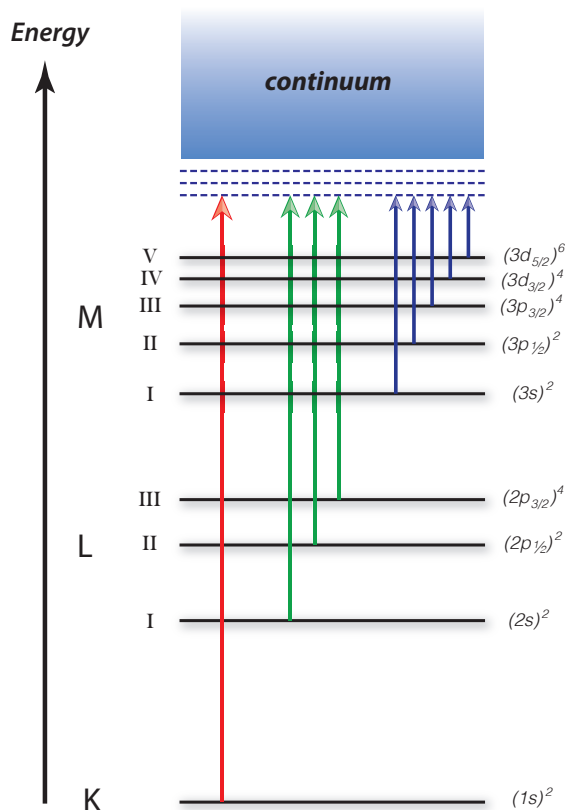 Energy
continuum
V (3d5/2)6
IV (3d3/2)4
III (3p3/2)4
M
II (3p½)2
I (3s)2
III (2p3/2)4
L II (2p½)2
I (2s)2
K (1s)2